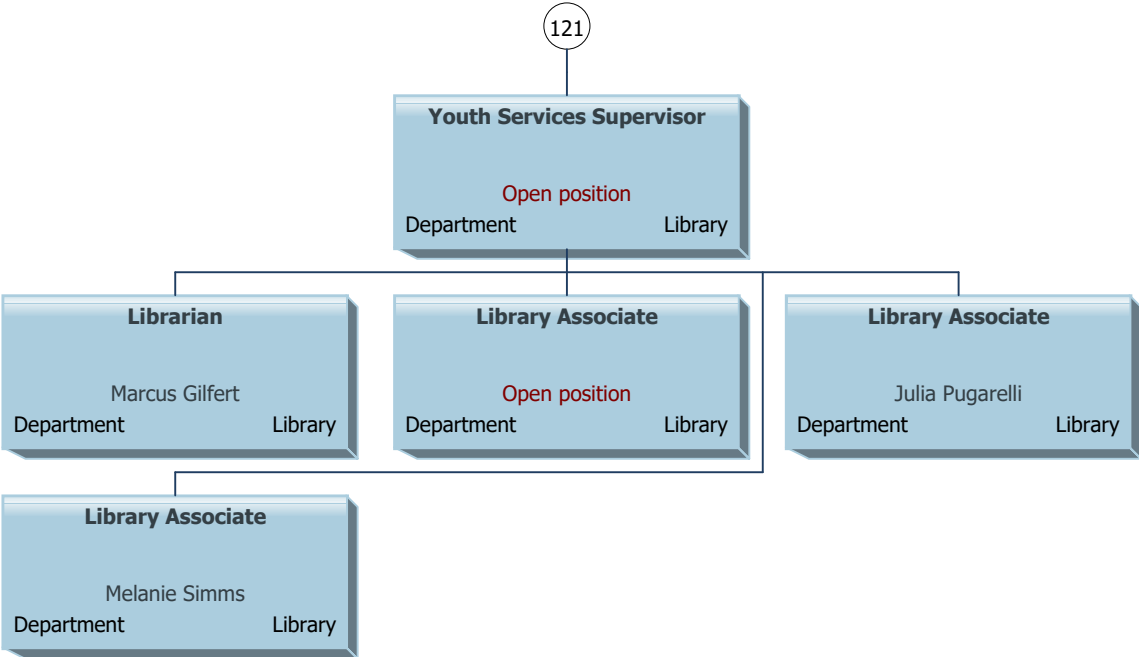 121
Youth Services Supervisor
Open position
Department Library
Librarian
Marcus Gilfert
Department Library
Library Associate
Open position
Department Library
Library Associate
Julia Pugarelli
Department Library
Library Associate
Melanie Simms
Department Library